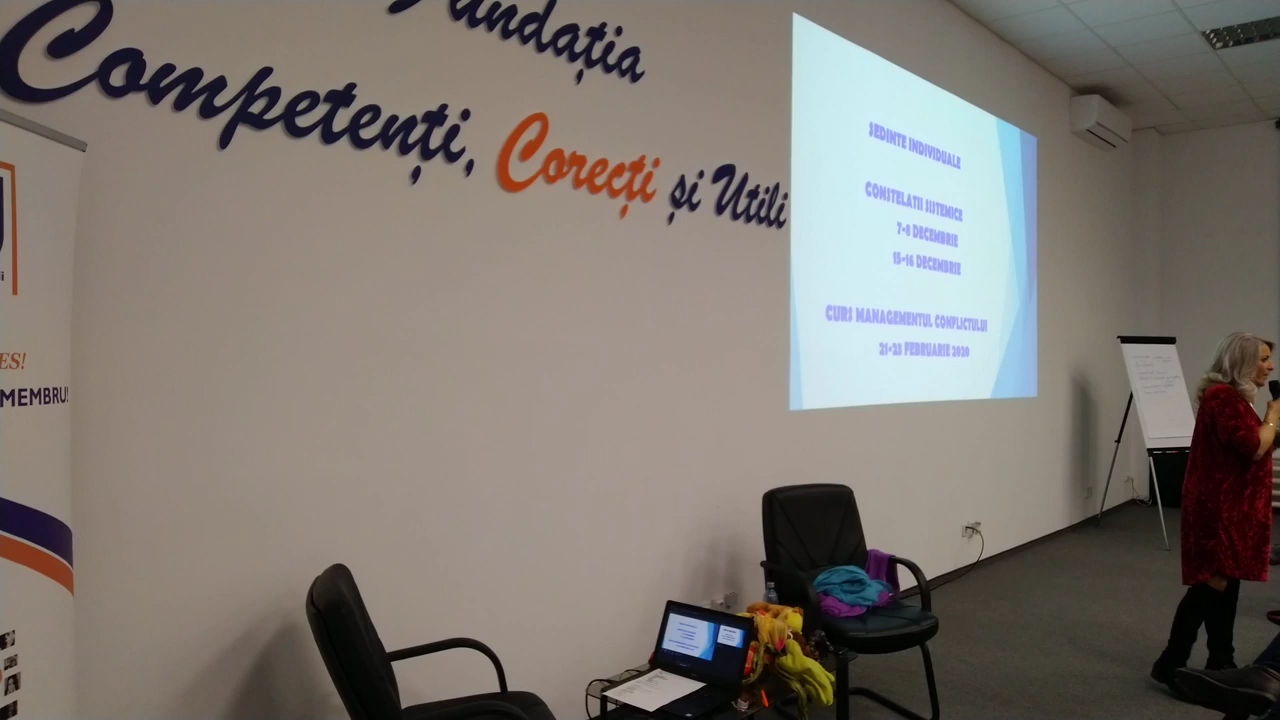 Fundația
Competenți, Corecți și Utili
ES!
MEMBRU!
SEDINTE INDIVIDUALE
CONSTELATII SISTEMICE
7-8 DECEMBRIE
15-16 DECEMBRIE
CURS MANAGEMENTUL CONFLICTULUI
21-23 FEBRUARIE 2020